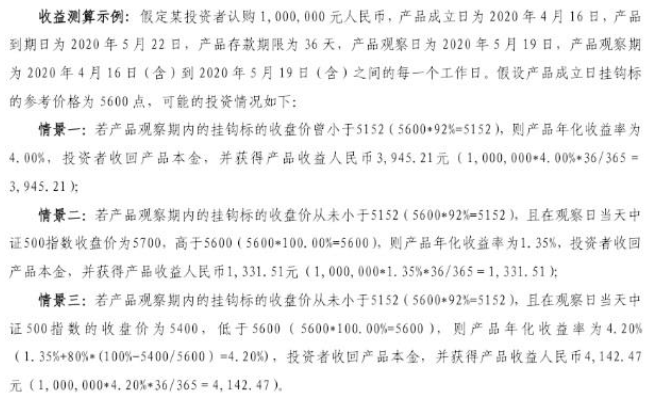 收益测算示例：假定某投资者认购 1,000,000 元人民币，产品成立日为 2020 年 4 月 16 日，产品
到期日为 2020 年 5 月 22 日，产品存款期限为 36 天，产品观察日为 2020 年 5 月 19 日，产品观察期
为 2020 年 4 月 16 日（含）到 2020 年 5 月 19 日（含）之间的每一个工作日。假设产品成立日挂钩标
的参考价格为 5600 点，可能的投资情况如下：
情景一：若产品观察期内的挂钩标的收盘价曾小于5152（5600*92%=5152），则产品年化收益率为
4.00%，投资者收回产品本金，并获得产品收益人民币 3,945.21元（1,000,000*4.00%*36/365 =
3,945.21）；
情景二：若产品观察期内的挂钩标的收盘价从未小于5152（5600*92%=5152），且在观察日当天中
证500指数收盘价为5700，高于5600（5600*100.00%=5600），则产品年化收益率为1.35%，投资者收回
产品本金，并获得产品收益人民币1,331.51元（1,000,000*1.35%*36/365 = 1,331.51）；
情景三：若产品观察期内的挂钩标的收盘价从未小于5152（5600*92%=5152），且在观察日当天中
证500指数的收盘价为5400，低于5600（5600*100.00%=5600），则产品年化收益率为4.20%
（1.35%+80%*(100%-5400/5600) =4.20%），投资者收回产品本金，并获得产品收益人民币4,142.47
元（1,000,000*4.20%*36/365 = 4,142.47）。